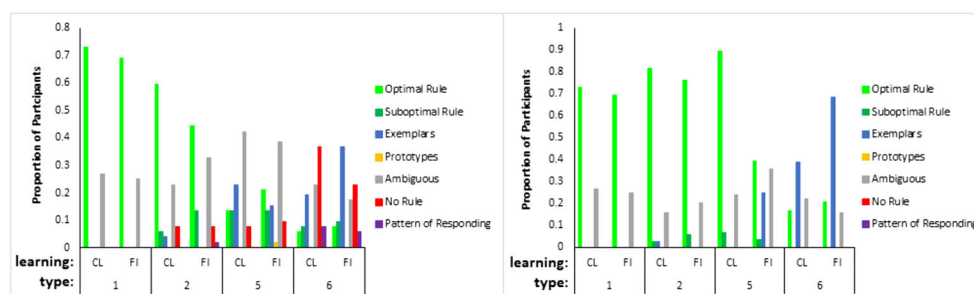 0.8
0.7
0.6
0.5
0.4
0.3
0.2
0.1
0
Proportion of Participants
Optimal Rule
Suboptimal Rule
Exemplars
Prototypes
Ambiguous
No Rule
Pattern of Responding
learning: CL FI CL FI CL FI CL FI
type: 1 2 5 6
1
0.9
0.8
0.7
0.6
0.5
0.4
0.3
0.2
0.1
0
Proportion of Participants
Optimal Rule
Suboptimal Rule
Exemplars
Prototypes
Ambiguous
No Rule
Pattern of Responding
learning: CL FI CL FI CL FI CL FI
type: 1 2 5 6